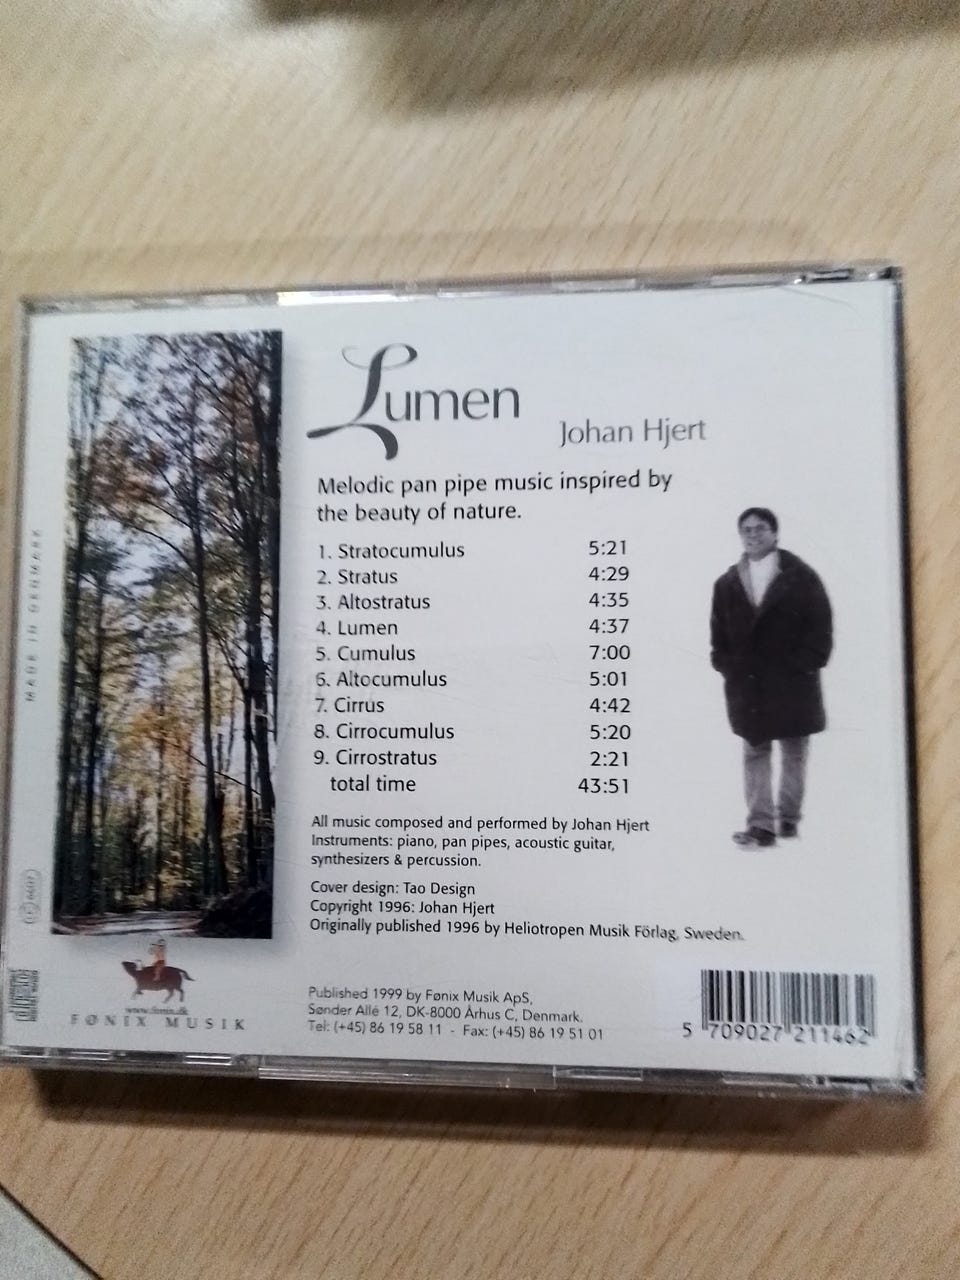 Lumen
Johan Hjert
Melodic pan pipe music inspired by
the beauty of nature.
1. Stratocumulus 5:21
2. Stratus 4:29
3. Altostratus 4:35
4. Lumen 4:37
5. Cumulus 7:00
6. Altocumulus 5:01
7. Cirrus 4:42
8. Cirrocumulus 5:20
9. Cirrostratus 2:21
total time 43:51
All music composed and performed by Johan Hjert
Instruments: piano, pan pipes, acoustic guitar,
synthesizers & percussion.
Cover design: Tao Design
Copyright 1996: Johan Hjert
Originally published 1996 by Heliotropen Musik Förlag, Sweden.
Published 1999 by Fønix Musik ApS,
Sønder Allé 12, DK-8000 Århus C, Denmark.
Tel: (+45) 86 19 58 11 - Fax: (+45) 86 19 51 01
www.fonix.dk
FØNIX MUSIK
MADE IN DENMARK
5 709027 211462